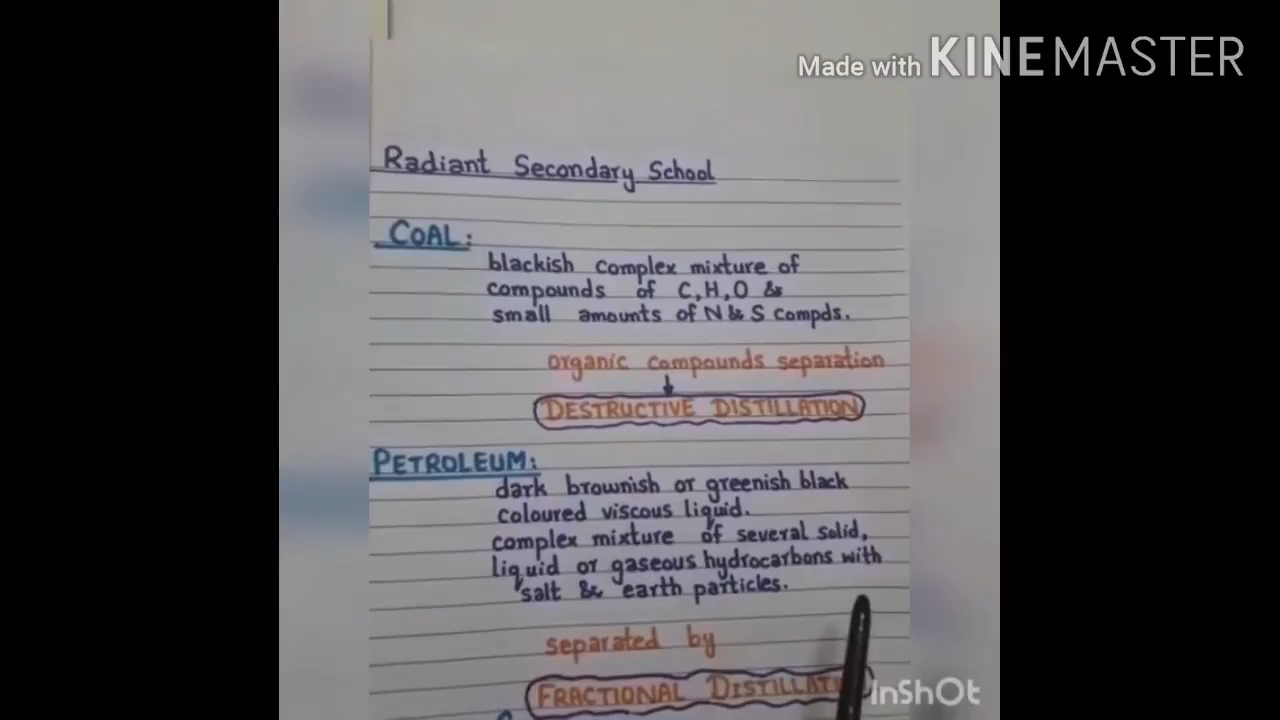 Made with KINEMASTER
Radiant Secondary School
COAL:
blackish complex mixture of
compounds of C, H, O &
small amounts of N & S compds.
organic compounds separation
DESTRUCTIVE DISTILLATION
PETROLEUM:
dark brownish or greenish black
coloured viscous liquid.
complex mixture of several solid,
liquid or gaseous hydrocarbons with
salt & earth particles.
separated by
FRACTIONAL
InShOt